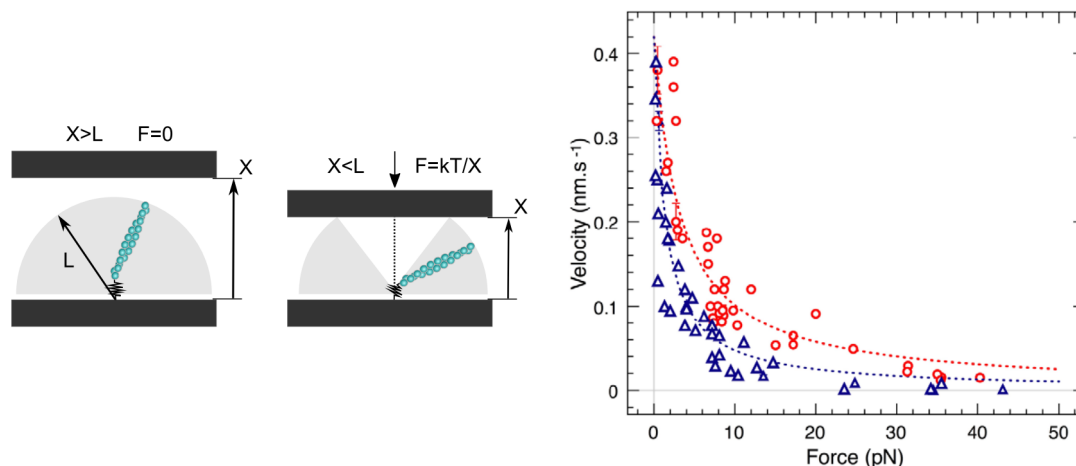 X>L F=0
X
L
X<L F=kT/X
X
Velocity (nm.s⁻¹)
0.4
0.3
0.2
0.1
0
0 10 20 30 40 50
Force (pN)